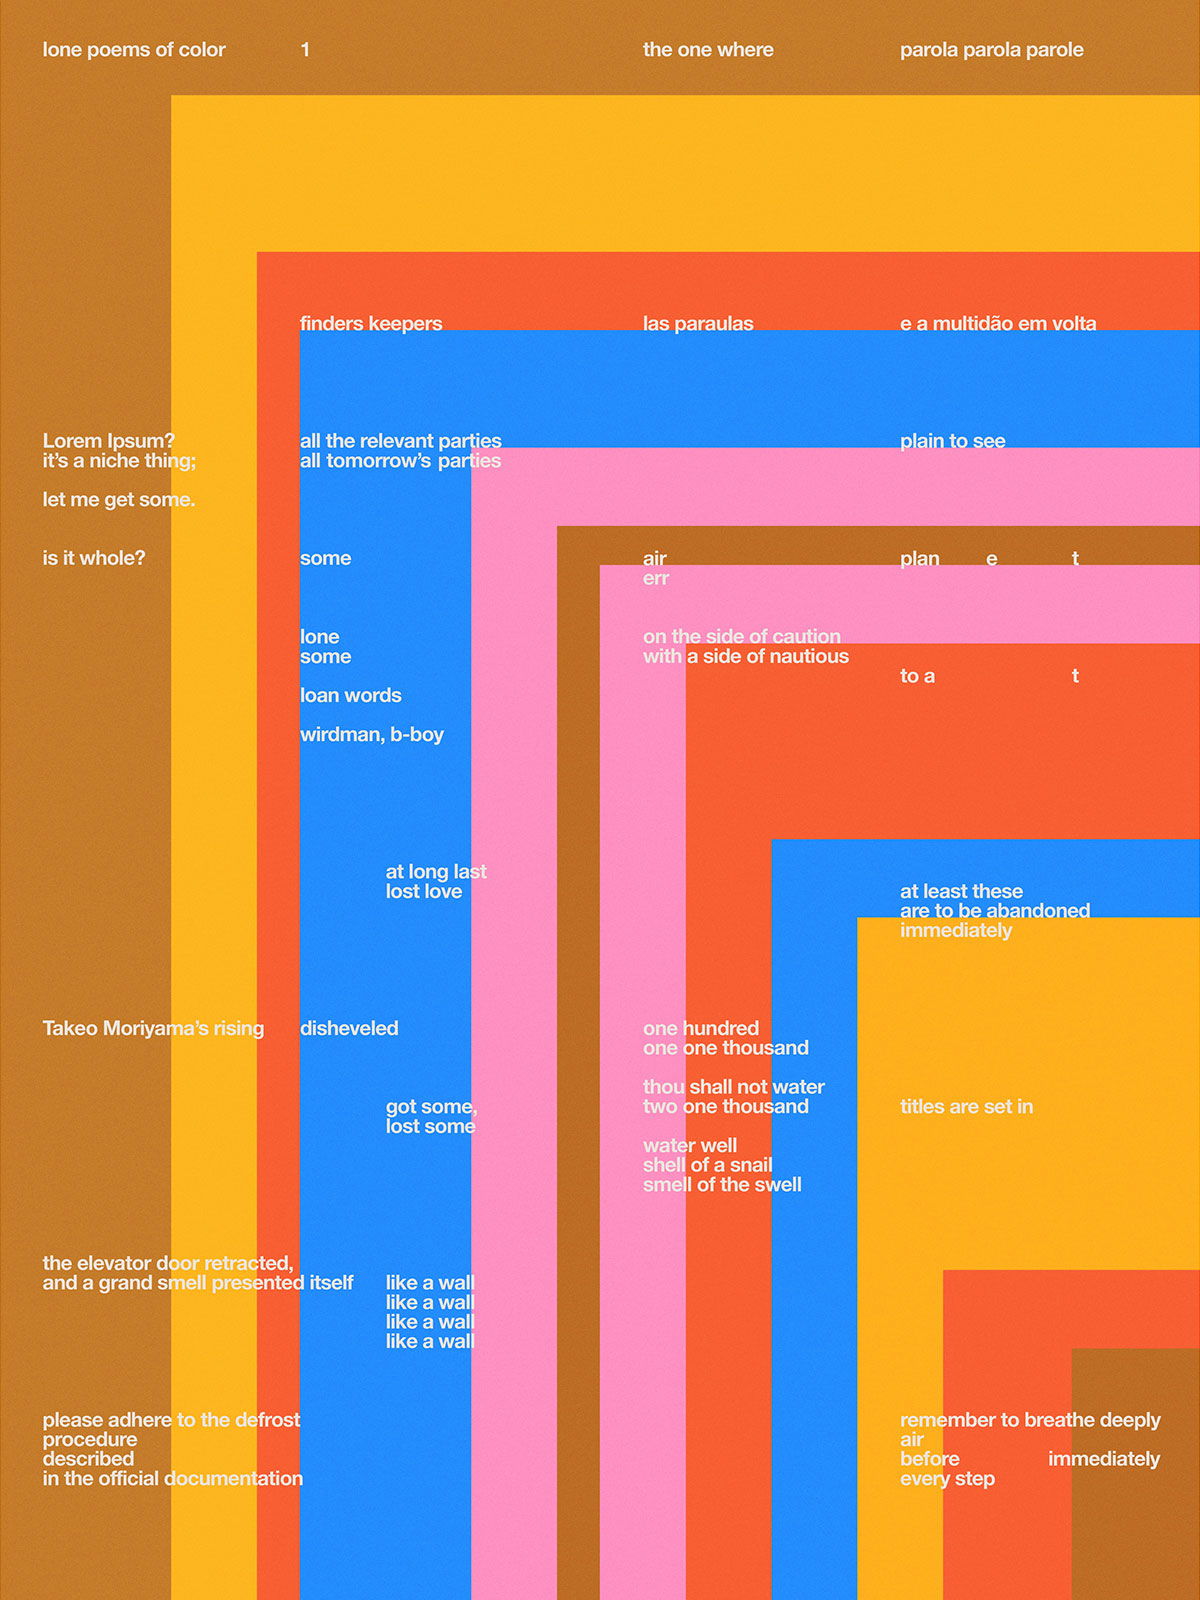 lone poems of color 1 the one where parola parola parole
finders keepers las paraulas e a multidão em volta
Lorem Ipsum? all the relevant parties plain to see
it’s a niche thing; all tomorrow’s parties
let me get some.
is it whole? some air plan e t
err
lone on the side of caution
some with a side of nautious
to a t
loan words
wirdman, b-boy
at long last
lost love at least these
are to be abandoned
immediately
Takeo Moriyama’s rising disheveled one hundred
one one thousand
thou shall not water
got some, two one thousand titles are set in
lost some
water well
shell of a snail
smell of the swell
the elevator door retracted,
and a grand smell presented itself like a wall
like a wall
like a wall
like a wall
please adhere to the defrost remember to breathe deeply
procedure air
described before immediately
in the official documentation every step